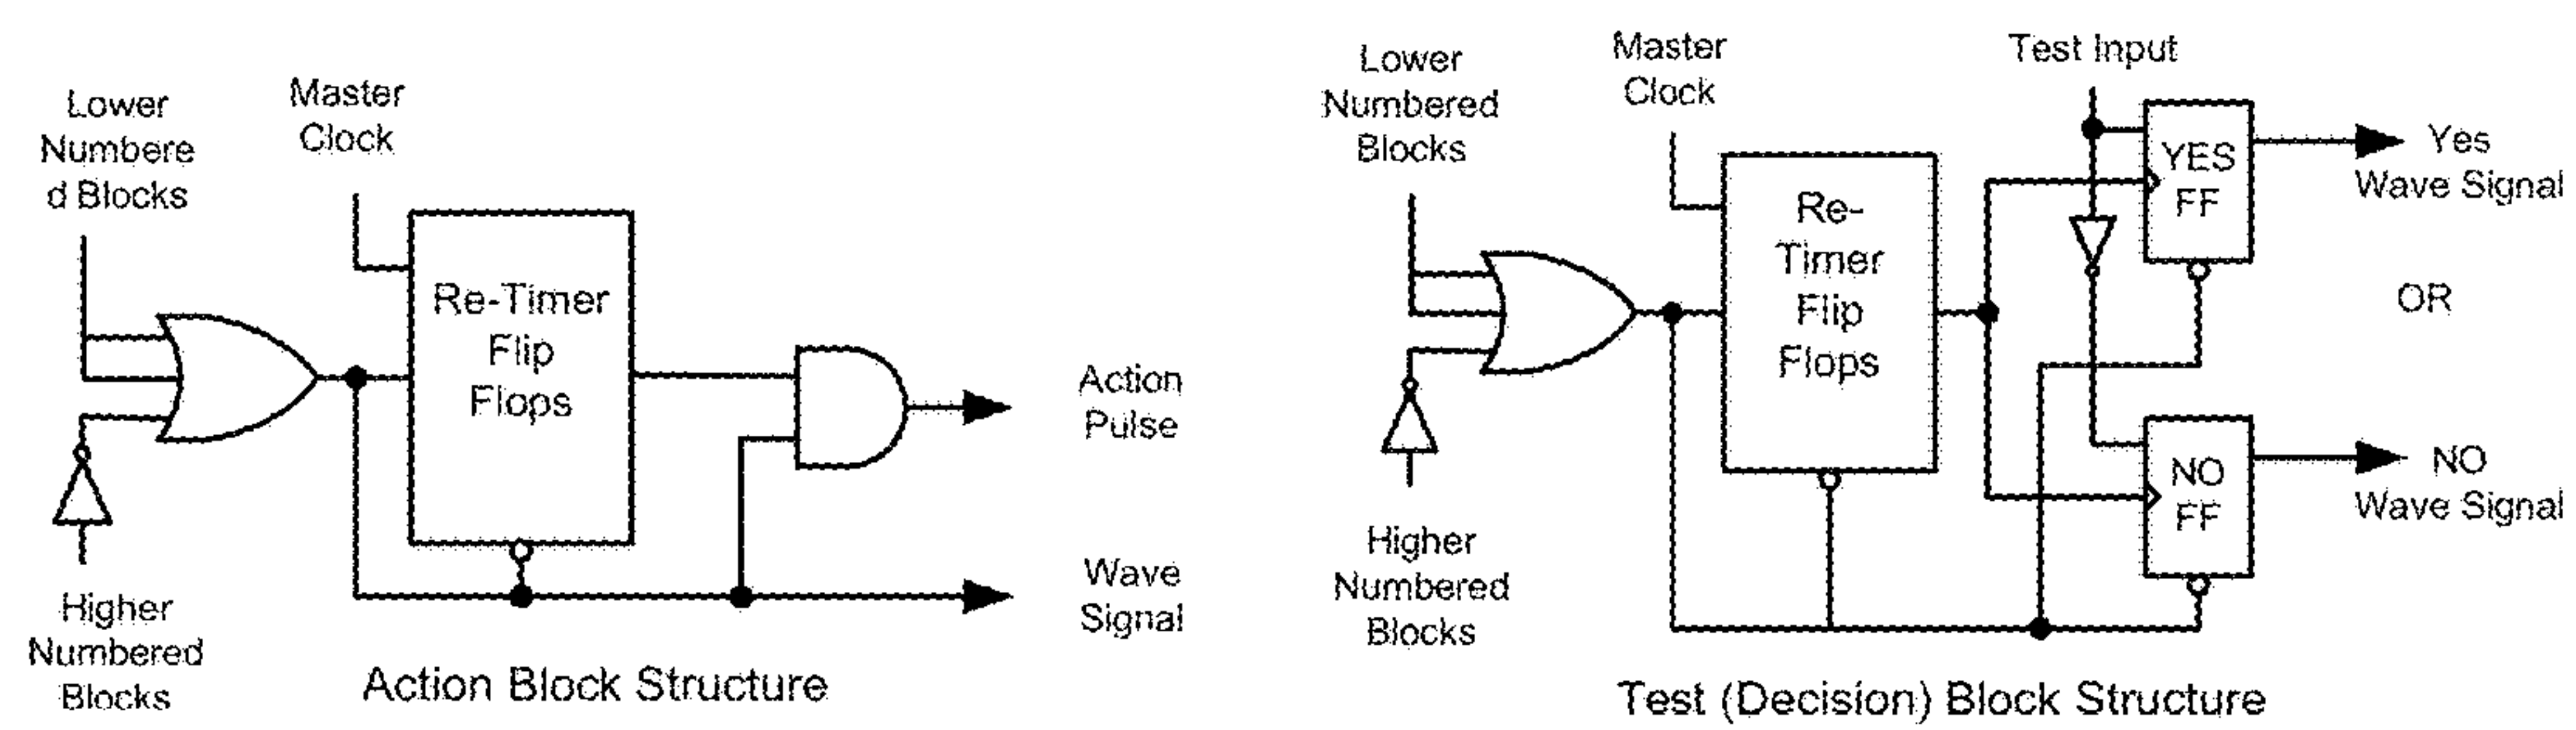 Lower
Numbere
d Blocks
Master
Clock
Re-Timer
Flip
Flops
Action
Pulse
Wave
Signal
Higher
Numbered
Blocks
Action Block Structure
Lower
Numbered
Blocks
Master
Clock
Test Input
Re-
Timer
Flip
Flops
YES
FF
Yes
Wave Signal
OR
NO
FF
NO
Wave Signal
Higher
Numbered
Blocks
Test (Decision) Block Structure